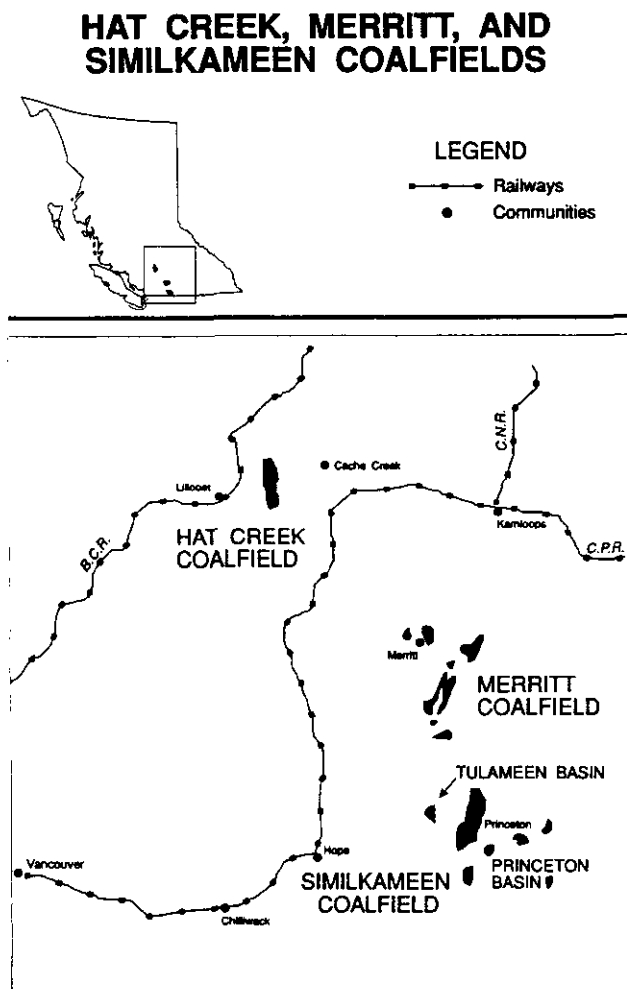 HAT CREEK, MERRITT, AND
SIMILKAMEEN COALFIELDS
LEGEND
Railways
Communities
C.N.R.
Cache Creek
Lillooet
Kamloops
HAT CREEK
COALFIELD
B.C.R.
C.P.R.
Merritt
MERRITT
COALFIELD
TULAMEEN BASIN
Princeton
Hope
Vancouver
PRINCETON
BASIN
SIMILKAMEEN
COALFIELD
Chilliwack